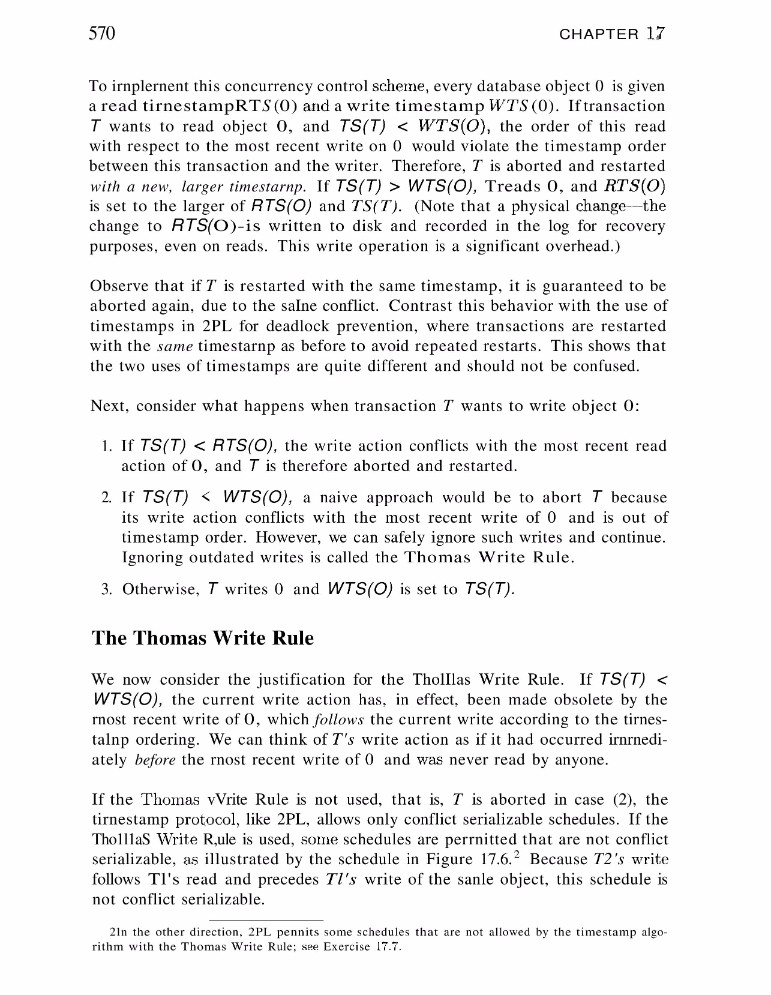 570 CHAPTER 17
To irnplernent this concurrency control scheme, every database object 0 is given
a read tirnestampRTS(0) and a write timestamp WTS(0). If transaction
T wants to read object 0, and TS(T) < WTS(O), the order of this read
with respect to the most recent write on 0 would violate the timestamp order
between this transaction and the writer. Therefore, T is aborted and restarted
with a new, larger timestarnp. If TS(T) > WTS(O), Treads 0, and RTS(O)
is set to the larger of RTS(O) and TS(T). (Note that a physical change—the
change to RTS(O)-is written to disk and recorded in the log for recovery
purposes, even on reads. This write operation is a significant overhead.)
Observe that if T is restarted with the same timestamp, it is guaranteed to be
aborted again, due to the salne conflict. Contrast this behavior with the use of
timestamps in 2PL for deadlock prevention, where transactions are restarted
with the same timestarnp as before to avoid repeated restarts. This shows that
the two uses of timestamps are quite different and should not be confused.
Next, consider what happens when transaction T wants to write object 0:
1. If TS(T) < RTS(O), the write action conflicts with the most recent read
action of 0, and T is therefore aborted and restarted.
2. If TS(T) < WTS(O), a naive approach would be to abort T because
its write action conflicts with the most recent write of 0 and is out of
timestamp order. However, we can safely ignore such writes and continue.
Ignoring outdated writes is called the Thomas Write Rule.
3. Otherwise, T writes 0 and WTS(O) is set to TS(T).
The Thomas Write Rule
We now consider the justification for the ThoIIlas Write Rule. If TS(T) <
WTS(O), the current write action has, in effect, been made obsolete by the
rnost recent write of 0, which follows the current write according to the tirnes-
talnp ordering. We can think of T's write action as if it had occurred irnrnedi-
ately before the rnost recent write of 0 and was never read by anyone.
If the Thomas vVrite Rule is not used, that is, T is aborted in case (2), the
tirnestamp protocol, like 2PL, allows only conflict serializable schedules. If the
Tho111aS Write R,ule is used, some schedules are perrnitted that are not conflict
serializable, as illustrated by the schedule in Figure 17.6.2 Because T2's write
follows T1's read and precedes Tl's write of the sanle object, this schedule is
not conflict serializable.
2In the other direction, 2PL pennits some schedules that are not allowed by the timestamp algo-
rithm with the Thomas Write Rule; see Exercise 17.7.